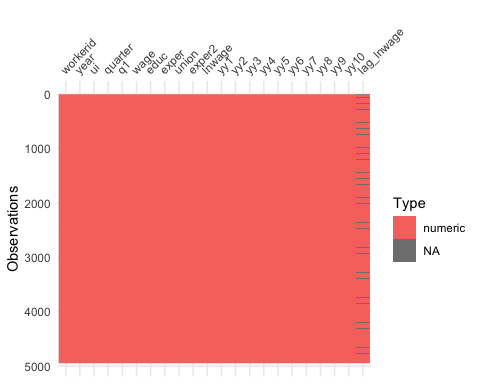 workerid
year
ui
quarter
q1
wage
educ
exper
union
exper2
lnwage
yy1
yy2
yy3
yy4
yy5
yy6
yy7
yy8
yy9
yy10
lag_lnwage
0
1000
2000
3000
4000
5000
Observations
Type
numeric
NA